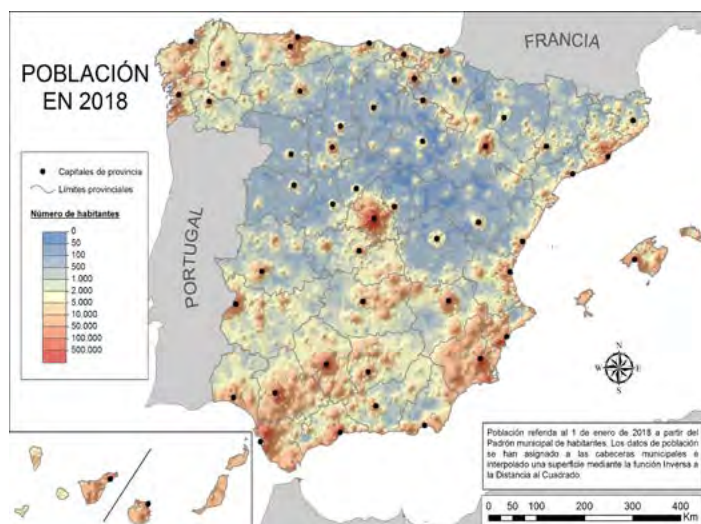 FRANCIA
POBLACIÓN
EN 2018
Capitales de provincia
Límites provinciales
Número de habitantes
0
50
100
500
1.000
2.000
5.000
10.000
50.000
100.000
500.000
PORTUGAL
N
W E
S
Población referida al 1 de enero de 2018 a partir del
Padrón municipal de habitantes. Los datos de población
se han asignado a las cabeceras municipales e
interpolado una superficie mediante la función Inversa a
la Distancia al Cuadrado.
0 50 100 200 300 400
Km